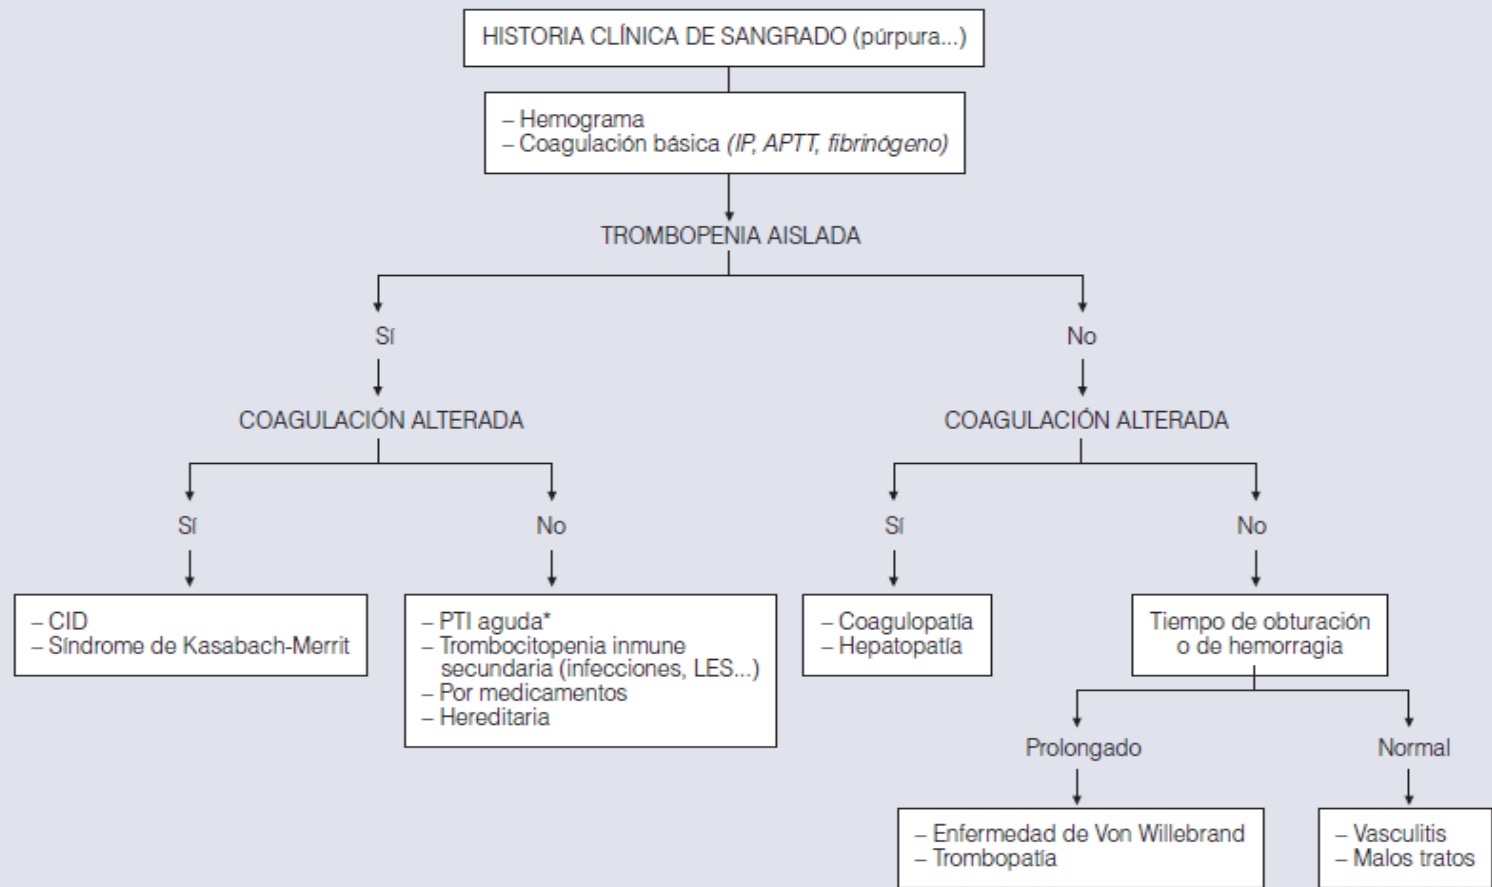 HISTORIA CLÍNICA DE SANGRADO (púrpura...)
– Hemograma
– Coagulación básica (IP, APTT, fibrinógeno)
TROMBOPENIA AISLADA
Sí
No
COAGULACIÓN ALTERADA
COAGULACIÓN ALTERADA
Sí
No
Sí
No
– CID
– Síndrome de Kasabach-Merrit
– PTI aguda*
– Trombocitopenia inmune
secundaria (infecciones, LES...)
– Por medicamentos
– Hereditaria
– Coagulopatía
– Hepatopatía
Tiempo de obturación
o de hemorragia
Prolongado
Normal
– Enfermedad de Von Willebrand
– Trombopatía
– Vasculitis
– Malos tratos